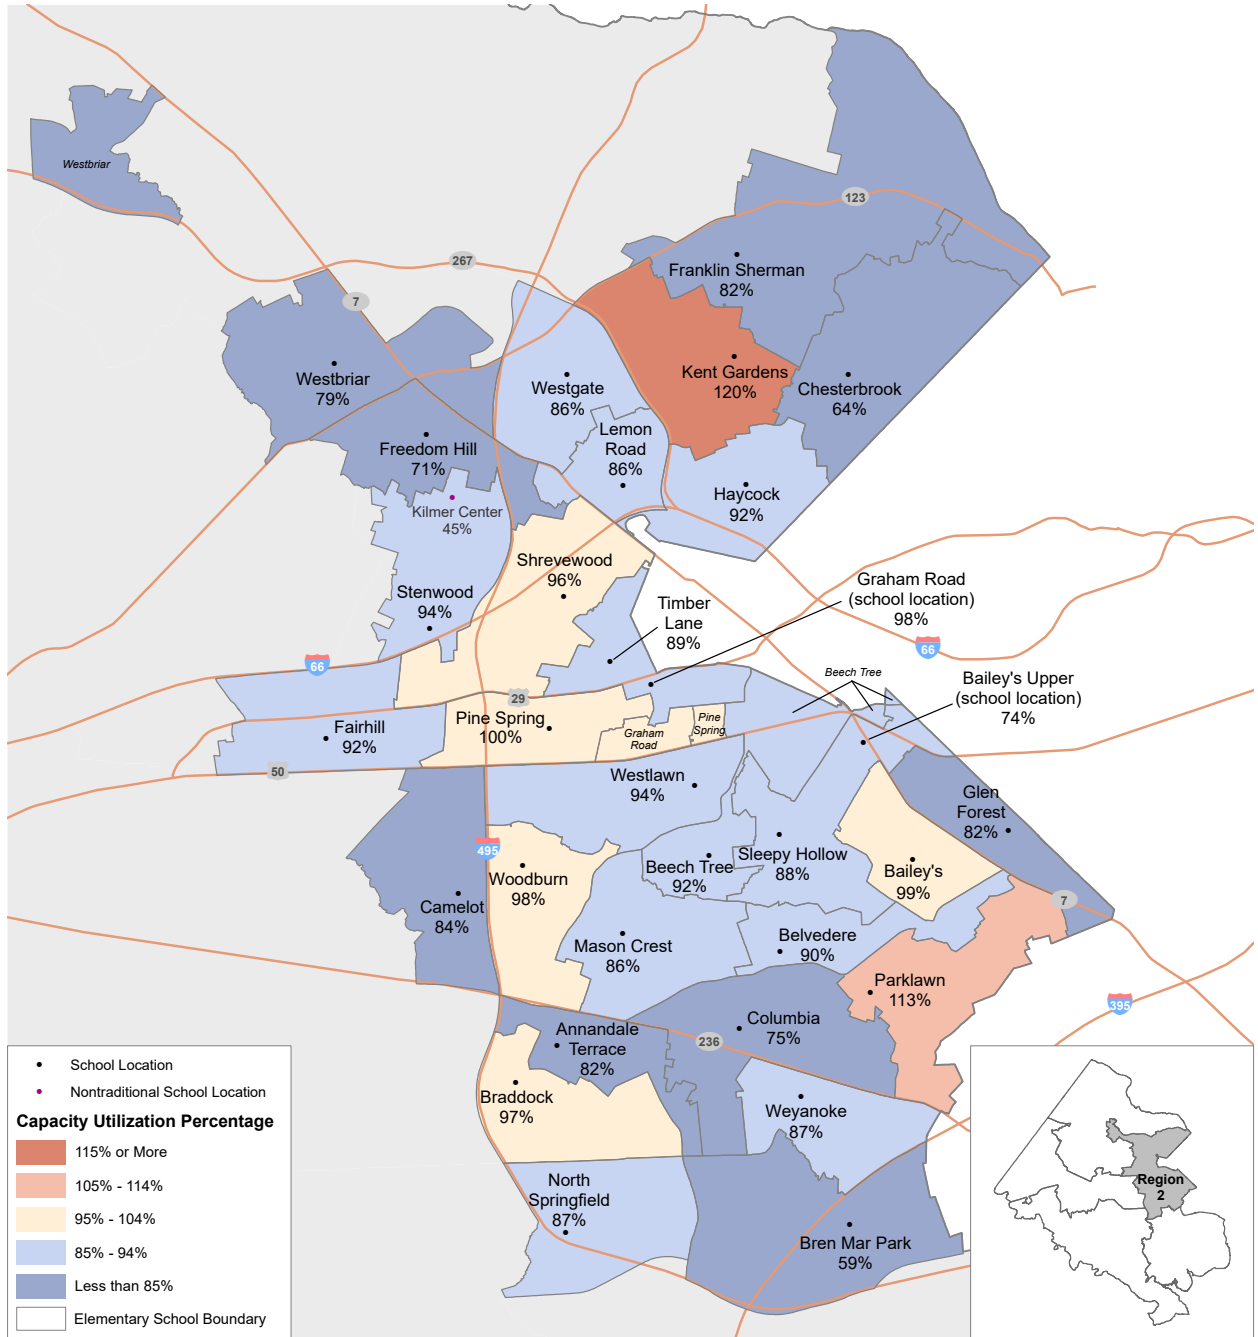 Westbriar
123
267
7
Franklin Sherman
82%
Kent Gardens
120%
Chesterbrook
64%
Westbriar
79%
Westgate
86%
Lemon
Road
86%
Freedom Hill
71%
Kilmer Center
45%
Haycock
92%
Shrevewood
96%
Stenwood
94%
Timber
Lane
89%
Graham Road
(school location)
98%
66
66
Beech Tree
Bailey's Upper
(school location)
74%
29
Fairhill
92%
Pine Spring
100%
Graham
Road
Pine
Spring
50
Westlawn
94%
Glen
Forest
82%
495
Woodburn
98%
Beech Tree
92%
Sleepy Hollow
88%
Bailey's
99%
Camelot
84%
7
Mason Crest
86%
Belvedere
90%
Parklawn
113%
395
Annandale
Terrace
82%
Columbia
75%
236
Braddock
97%
Weyanoke
87%
North
Springfield
87%
Bren Mar Park
59%
School Location
Nontraditional School Location
Capacity Utilization Percentage
115% or More
105% - 114%
95% - 104%
85% - 94%
Less than 85%
Elementary School Boundary
Region
2